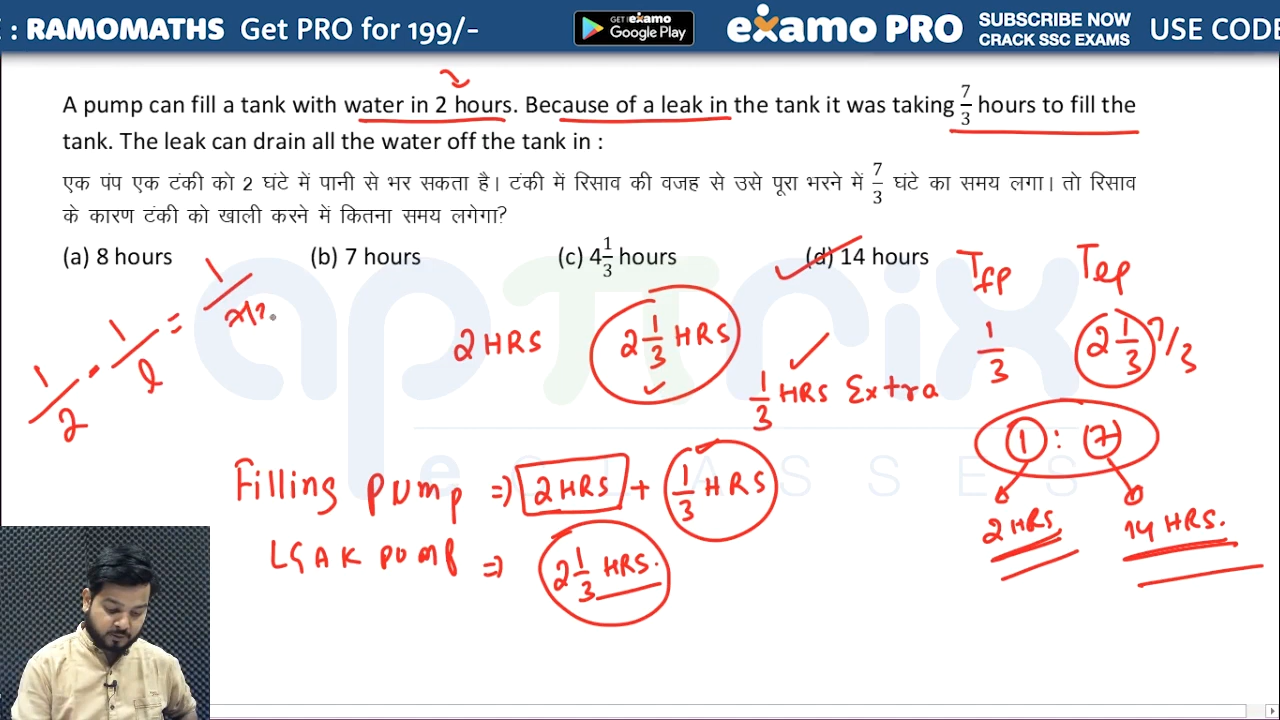 : RAMOMATHS Get PRO for 199/-
GET IT ON examo
Google Play
examo PRO
SUBSCRIBE NOW
CRACK SSC EXAMS
USE CODE
A pump can fill a tank with water in 2 hours. Because of a leak in the tank it was taking 7/3 hours to fill the
tank. The leak can drain all the water off the tank in :
एक पंप एक टंकी को 2 घंटे में पानी से भर सकता है। टंकी में रिसाव की वजह से उसे पूरा भरने में 7/3 घंटे का समय लगा। तो रिसाव
के कारण टंकी को खाली करने में कितना समय लगेगा?
(a) 8 hours (b) 7 hours (c) 4 1/3 hours (d) 14 hours
1/2 - 1/l = 1/
2 HRS 2 1/3 HRS
1/3 HRS Extra
Tfp Tep
1/3 2 1/3 7/3
1 : 7
2 HRS. 14 HRS.
Filling pump ⇒ 2 HRS + 1/3 HRS
LEAK PUMP ⇒ 2 1/3 HRS.
aptirix
e CLASSES